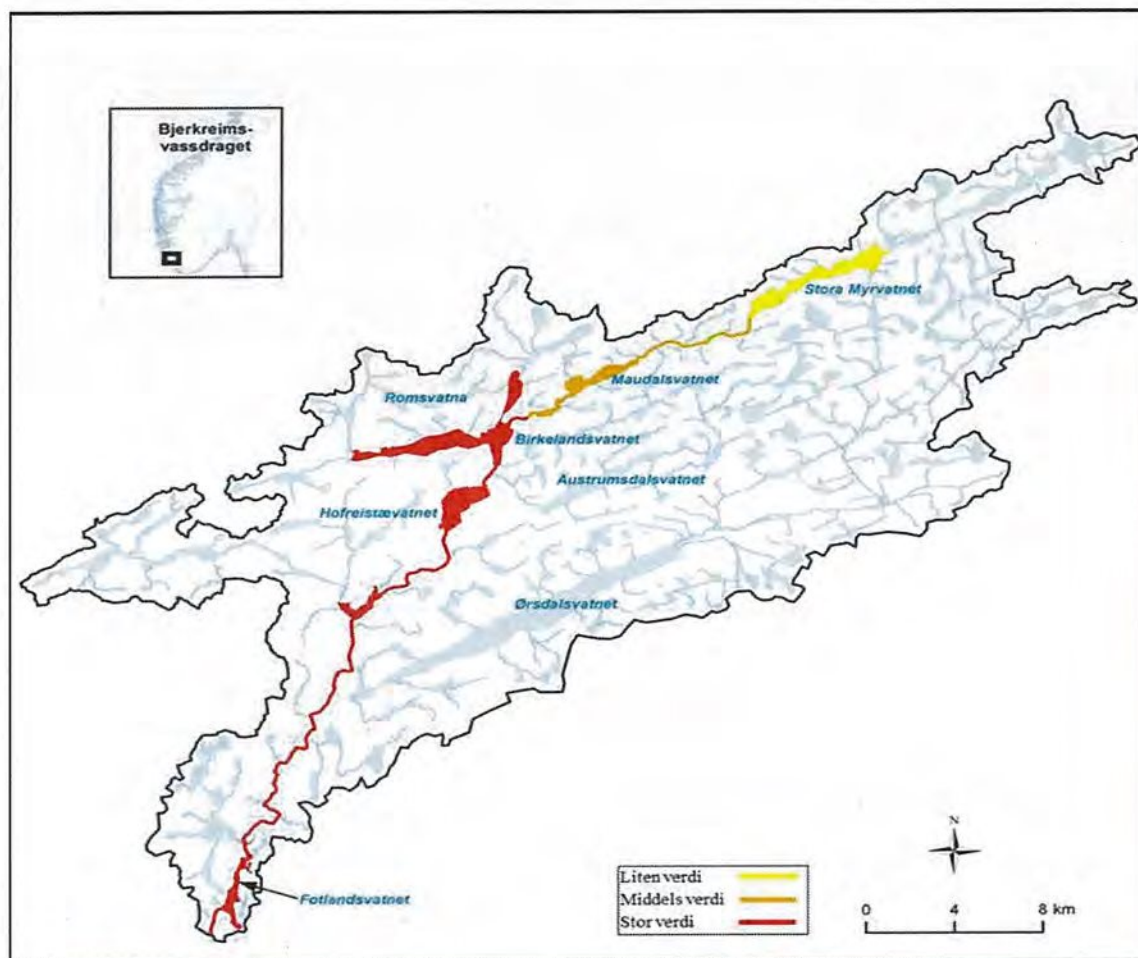 Bjerkreims-
vassdraget
Stora Myrvatnet
Maudalsvatnet
Romsvatna
Birkelandsvatnet
Austrumsdalsvatnet
Hofreistævatnet
Ørsdalsvatnet
Fotlandsvatnet
N
Liten verdi
Middels verdi
Stor verdi
0 4 8 km